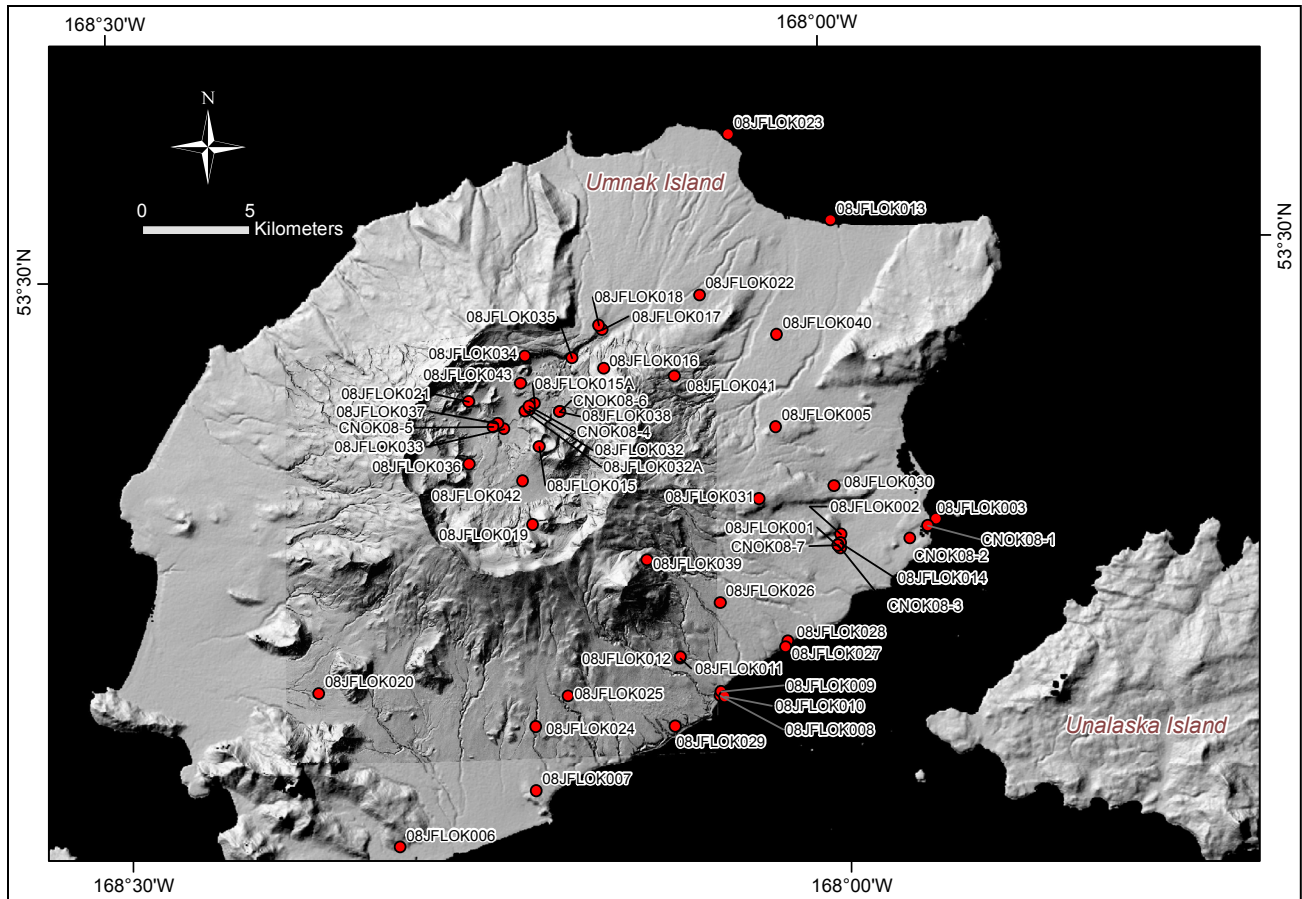 168°30'W
168°00'W
N
08JFLOK023
Umnak Island
0 5
Kilometers
08JFLOK013
53°30'N
53°30'N
08JFLOK022
08JFLOK018
08JFLOK035
08JFLOK017
08JFLOK040
08JFLOK034
08JFLOK016
08JFLOK043
08JFLOK041
08JFLOK015A
08JFLOK021
CNOK08-6
08JFLOK037
08JFLOK038
CNOK08-5
CNOK08-4
08JFLOK005
08JFLOK033
08JFLOK032
08JFLOK036
08JFLOK032A
08JFLOK015
08JFLOK042
08JFLOK030
08JFLOK031
08JFLOK002
08JFLOK003
08JFLOK001
08JFLOK019
CNOK08-1
CNOK08-7
CNOK08-2
08JFLOK039
08JFLOK014
08JFLOK026
CNOK08-3
08JFLOK028
08JFLOK027
08JFLOK012
08JFLOK011
08JFLOK020
08JFLOK025
08JFLOK009
08JFLOK010
08JFLOK024
08JFLOK008
08JFLOK029
Unalaska Island
08JFLOK007
08JFLOK006
168°30'W
168°00'W